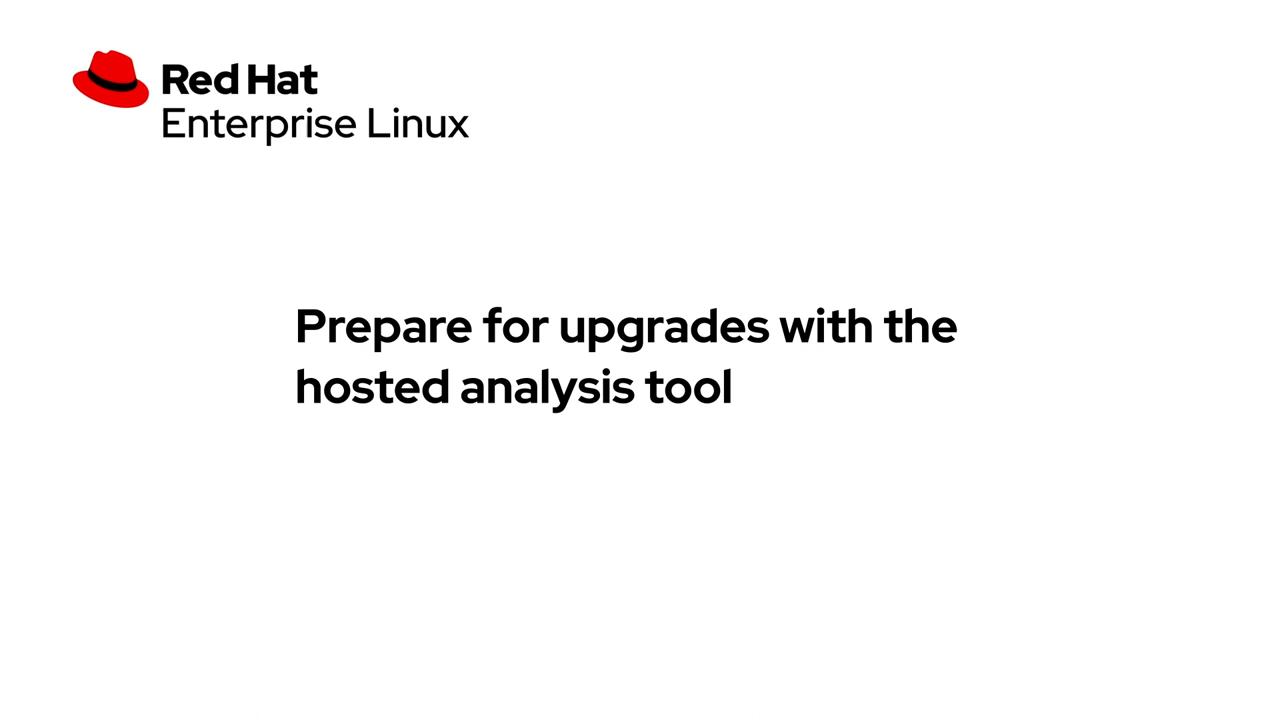 Red Hat
Enterprise Linux
Prepare for upgrades with the
hosted analysis tool